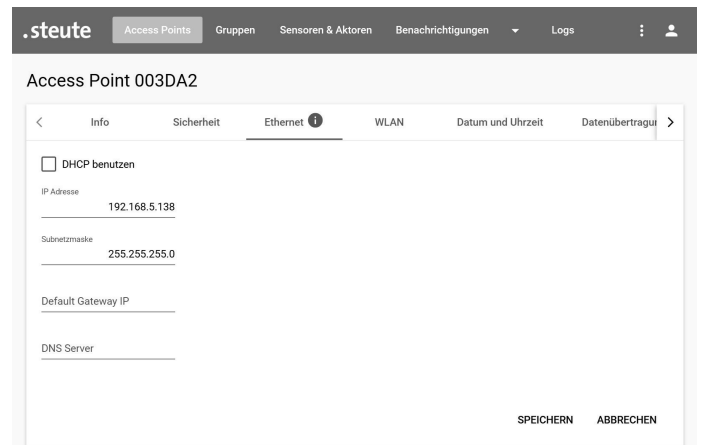 .steute Access Points Gruppen Sensoren & Aktoren Benachrichtigungen Logs
Access Point 003DA2
Info Sicherheit Ethernet i WLAN Datum und Uhrzeit Datenübertragu
DHCP benutzen
IP Adresse
192.168.5.138
Subnetzmaske
255.255.255.0
Default Gateway IP
DNS Server
SPEICHERN ABBRECHEN